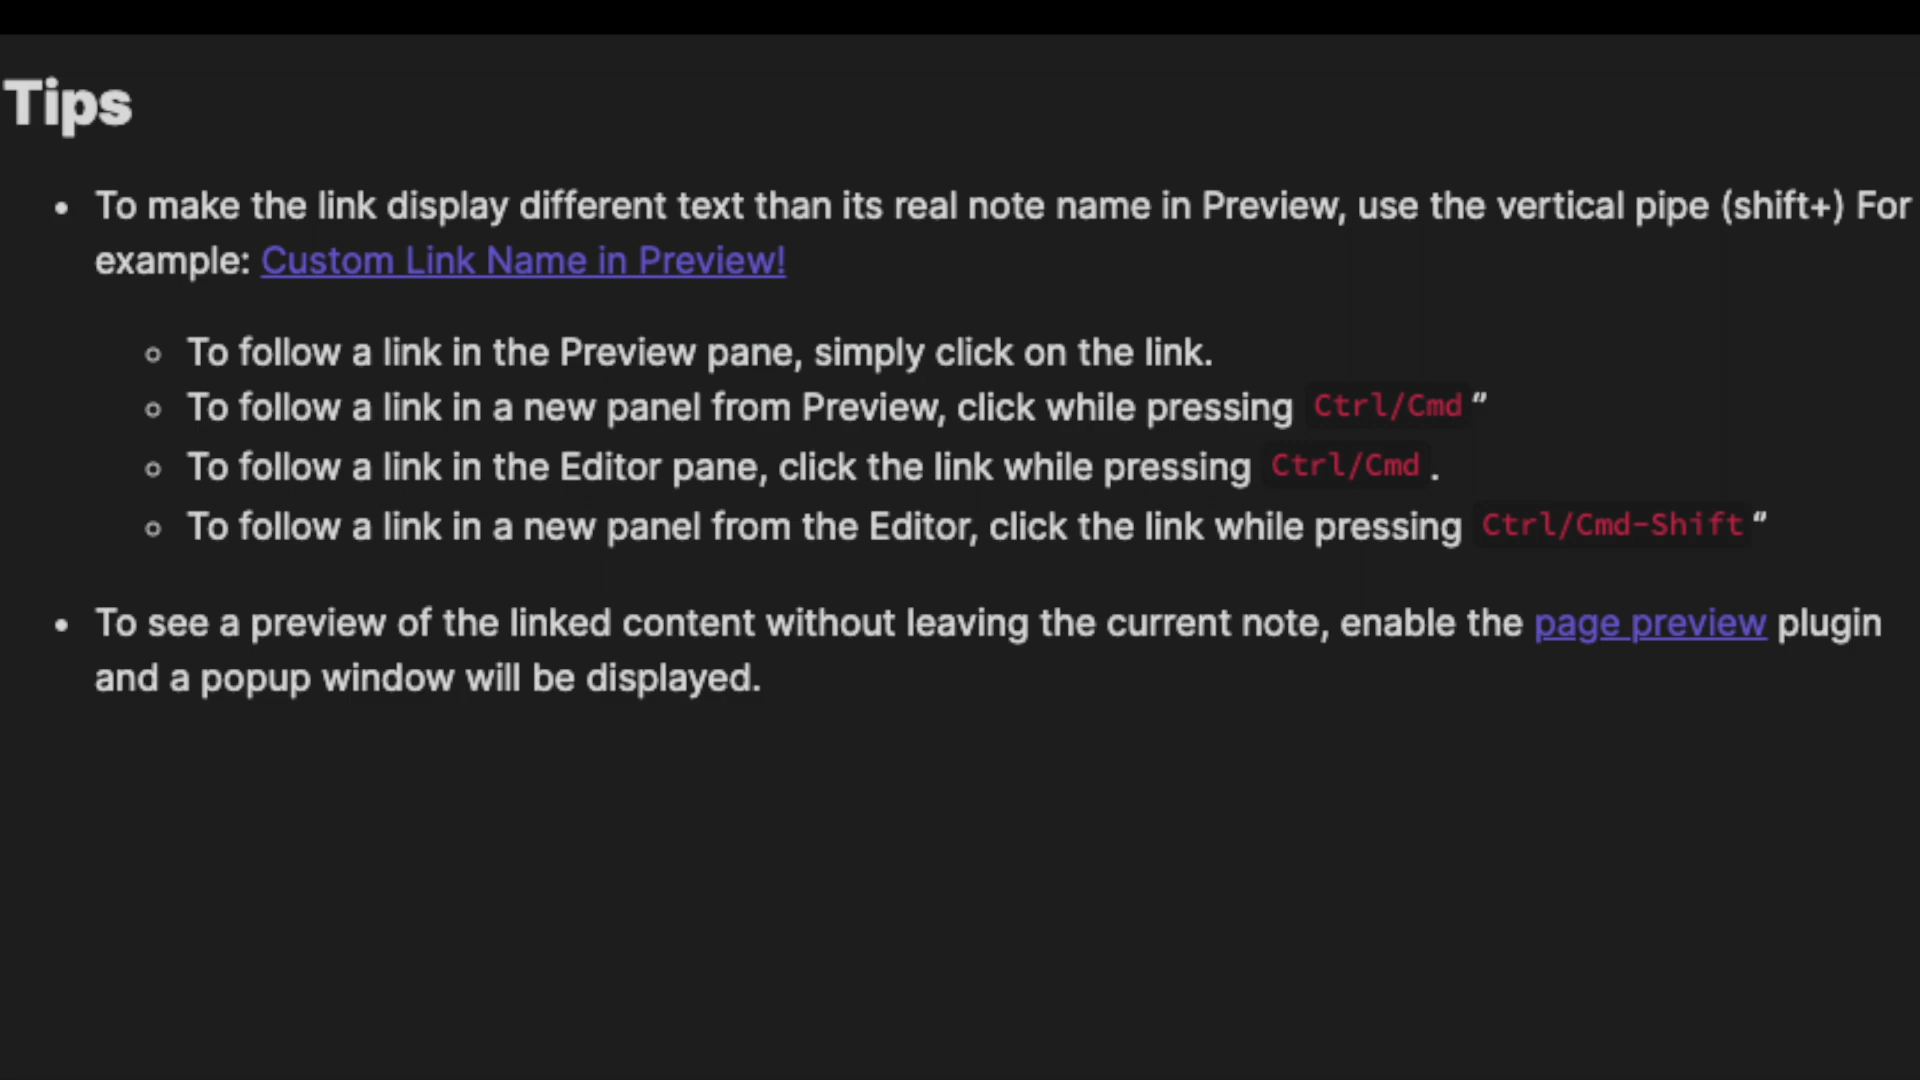 Tips
• To make the link display different text than its real note name in Preview, use the vertical pipe (shift+) For
example: Custom Link Name in Preview!
◦ To follow a link in the Preview pane, simply click on the link.
◦ To follow a link in a new panel from Preview, click while pressing Ctrl/Cmd “
◦ To follow a link in the Editor pane, click the link while pressing Ctrl/Cmd .
◦ To follow a link in a new panel from the Editor, click the link while pressing Ctrl/Cmd-Shift “
• To see a preview of the linked content without leaving the current note, enable the page preview plugin
and a popup window will be displayed.